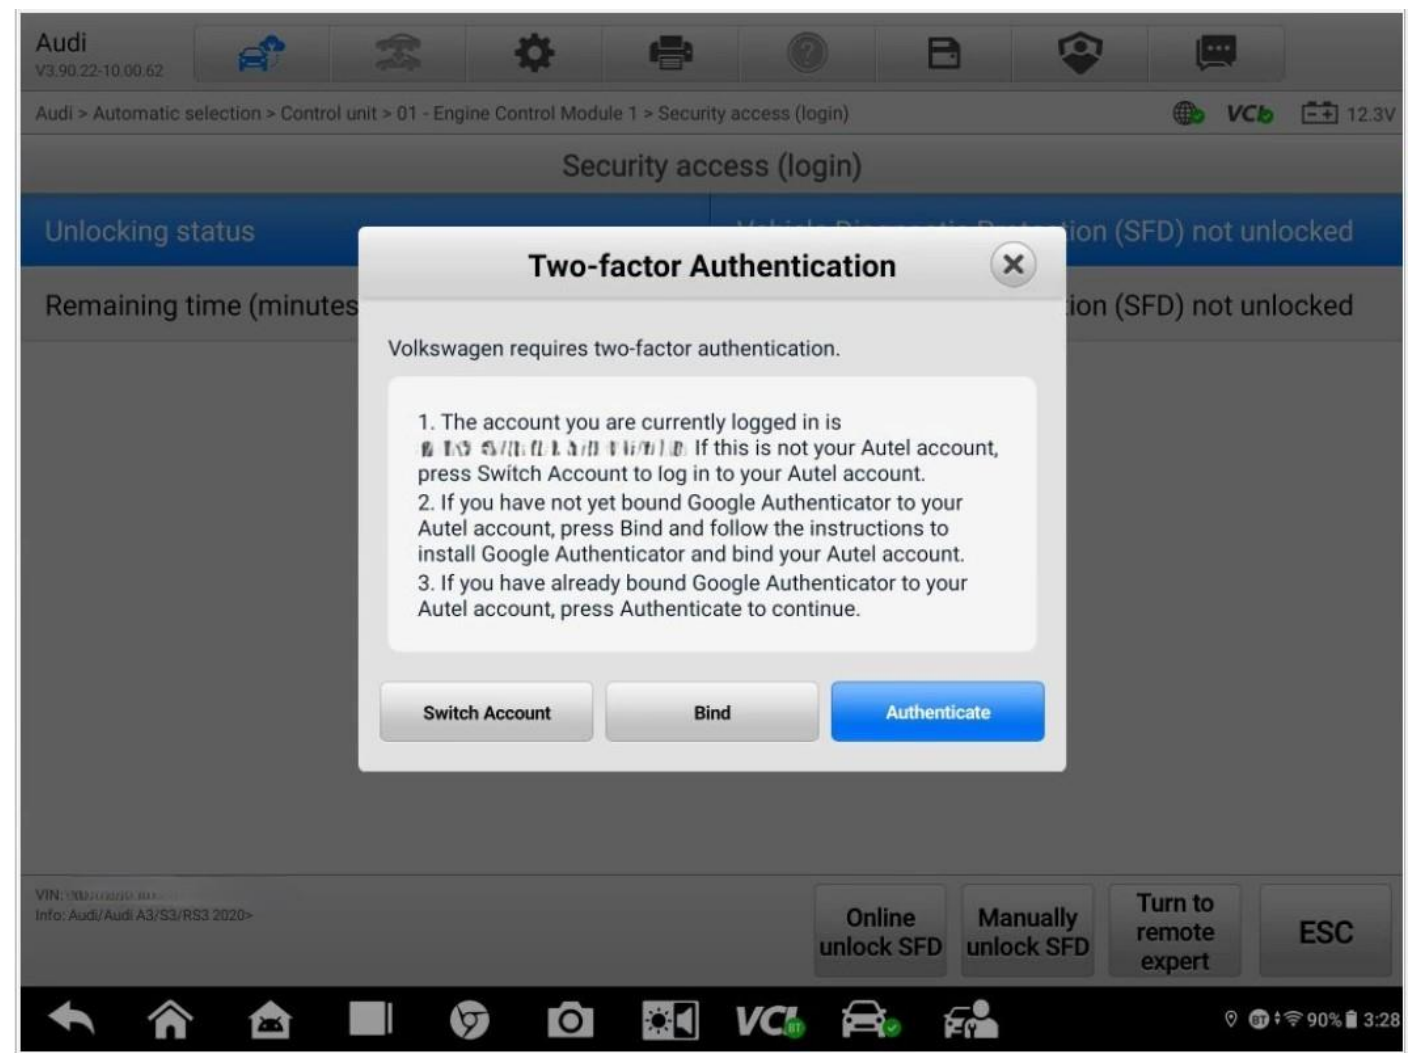 Audi
V3.90.22-10.00.62
Audi > Automatic selection > Control unit > 01 - Engine Control Module 1 > Security access (login)
VCI
12.3V
Security access (login)
Unlocking status
(SFD) not unlocked
Remaining time (minutes
(SFD) not unlocked
Two-factor Authentication
Volkswagen requires two-factor authentication.
1. The account you are currently logged in is
If this is not your Autel account,
press Switch Account to log in to your Autel account.
2. If you have not yet bound Google Authenticator to your
Autel account, press Bind and follow the instructions to
install Google Authenticator and bind your Autel account.
3. If you have already bound Google Authenticator to your
Autel account, press Authenticate to continue.
Switch Account
Bind
Authenticate
VIN:
Info: Audi/Audi A3/S3/RS3 2020>
Online
unlock SFD
Manually
unlock SFD
Turn to
remote
expert
ESC
VCI
BT
BT
90%
3:28